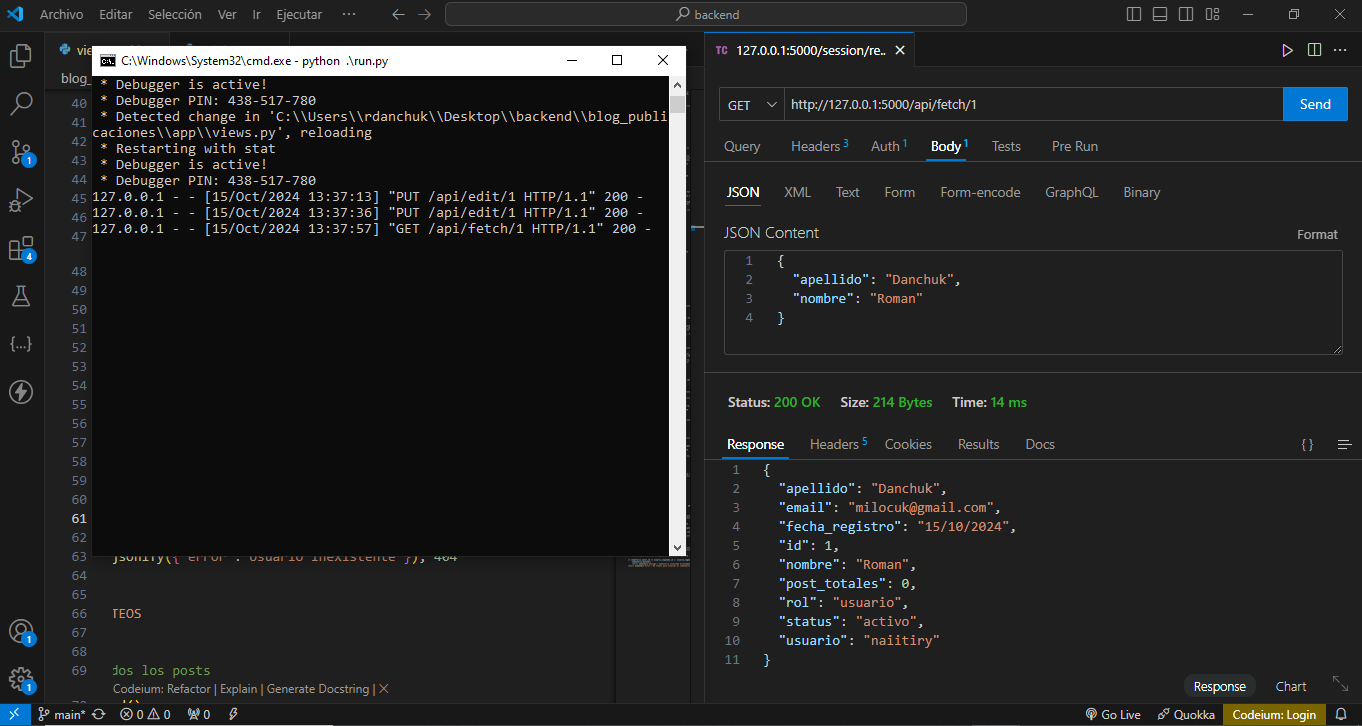 Archivo Editar Selección Ver Ir Ejecutar ··· backend
127.0.0.1:5000/session/re..
C:\Windows\System32\cmd.exe - python .\run.py
blog_
* Debugger is active!
* Debugger PIN: 438-517-780
* Detected change in 'C:\\Users\\rdanchuk\\Desktop\\backend\\blog_publi
caciones\\app\\views.py', reloading
* Restarting with stat
* Debugger is active!
* Debugger PIN: 438-517-780
127.0.0.1 - - [15/Oct/2024 13:37:13] "PUT /api/edit/1 HTTP/1.1" 200 -
127.0.0.1 - - [15/Oct/2024 13:37:36] "PUT /api/edit/1 HTTP/1.1" 200 -
127.0.0.1 - - [15/Oct/2024 13:37:57] "GET /api/fetch/1 HTTP/1.1" 200 -
40
41
42
43
44
45
46
47
48
49
50
51
52
53
54
55
56
57
58
59
60
61
62
63
64
65
66 TEOS
67
68
69 dos los posts
Codeium: Refactor | Explain | Generate Docstring | X
TC 127.0.0.1:5000/session/re..
GET http://127.0.0.1:5000/api/fetch/1 Send
Query Headers 3 Auth 1 Body 1 Tests Pre Run
JSON XML Text Form Form-encode GraphQL Binary
JSON Content Format
1 {
2 "apellido": "Danchuk",
3 "nombre": "Roman"
4 }
Status: 200 OK Size: 214 Bytes Time: 14 ms
Response Headers 5 Cookies Results Docs { }
1 {
2 "apellido": "Danchuk",
3 "email": "milocuk@gmail.com",
4 "fecha_registro": "15/10/2024",
5 "id": 1,
6 "nombre": "Roman",
7 "post_totales": 0,
8 "rol": "usuario",
9 "status": "activo",
10 "usuario": "naiitiry"
11 }
Response Chart
main* 0 0 0 Go Live Quokka Codeium: Login